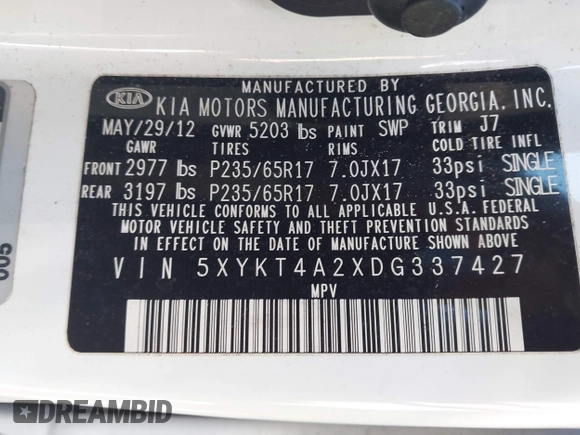 MANUFACTURED BY
KIA KIA MOTORS MANUFACTURING GEORGIA. INC.
MAY/29/12 GVWR 5203 lbs PAINT SWP TRIM J7
GAWR TIRES RIMS COLD TIRE INFL
FRONT 2977 lbs P235/65R17 7.0JX17 33psi SINGLE
REAR 3197 lbs P235/65R17 7.0JX17 33psi SINGLE
THIS VEHICLE CONFORMS TO ALL APPLICABLE U.S.A. FEDERAL
MOTOR VEHICLE SAFETY AND THEFT PREVENTION STANDARDS
IN EFFECT ON THE DATE OF MANUFACTURE SHOWN ABOVE.
VIN 5XYKT4A2XDG337427
MPV
005
DREAMBID